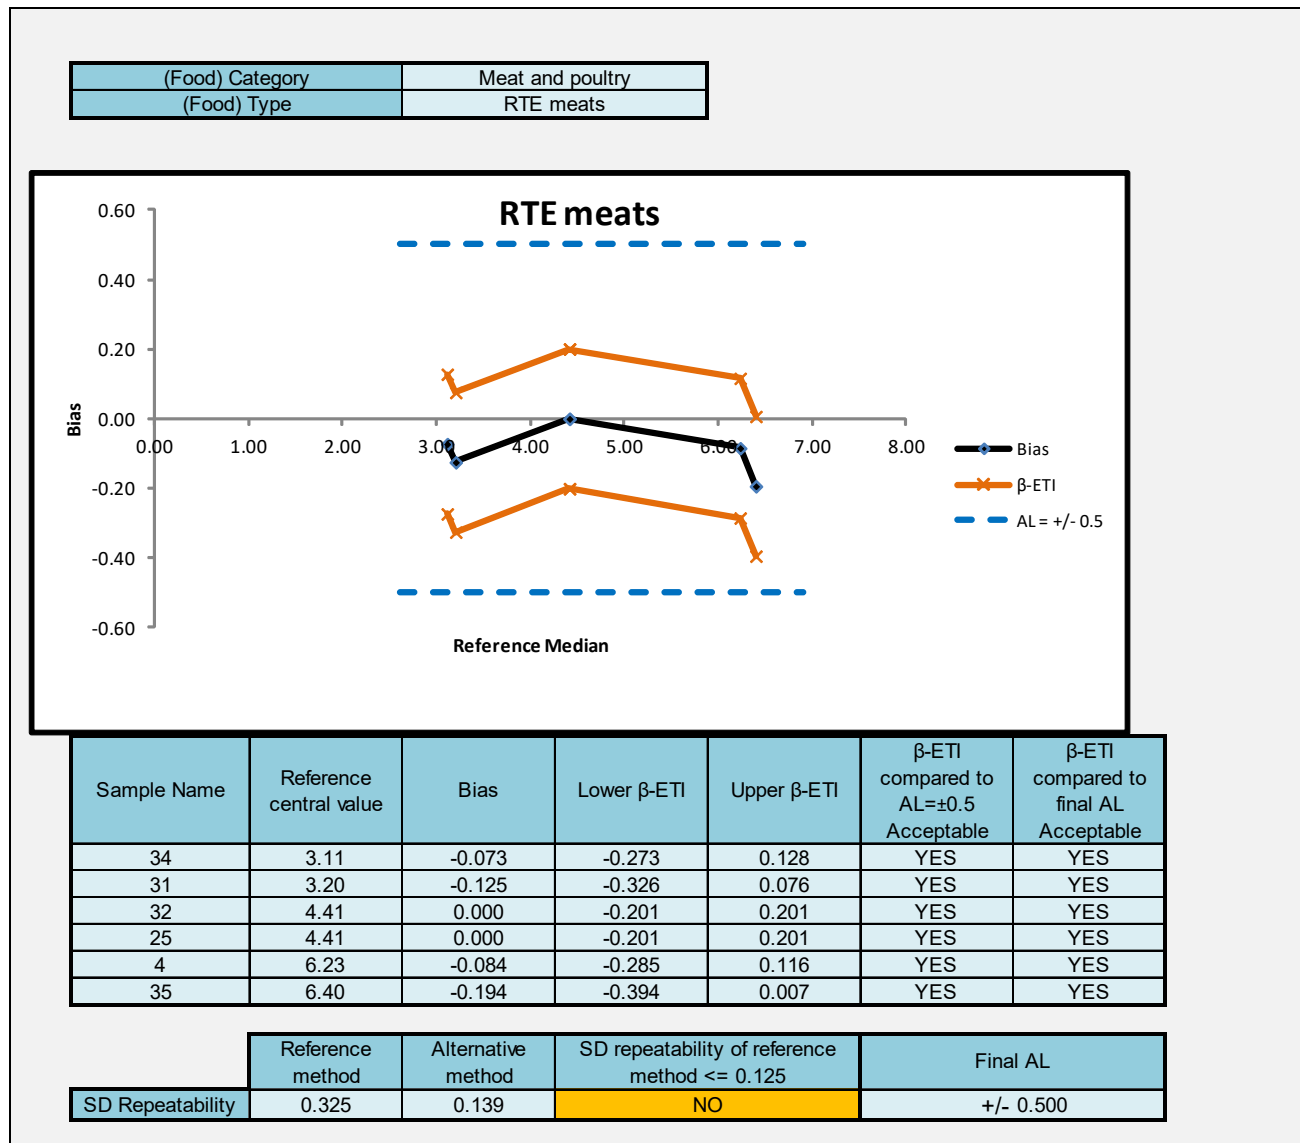 (Food) Category Meat and poultry
(Food) Type RTE meats
RTE meats
0.60
0.40
0.20
0.00
-0.20
-0.40
-0.60
Bias
0.00 1.00 2.00 3.00 4.00 5.00 6.00 7.00 8.00
Reference Median
Bias
β-ETI
AL = +/- 0.5
Sample Name Reference central value Bias Lower β-ETI Upper β-ETI β-ETI compared to AL=±0.5 Acceptable β-ETI compared to final AL Acceptable
34 3.11 -0.073 -0.273 0.128 YES YES
31 3.20 -0.125 -0.326 0.076 YES YES
32 4.41 0.000 -0.201 0.201 YES YES
25 4.41 0.000 -0.201 0.201 YES YES
4 6.23 -0.084 -0.285 0.116 YES YES
35 6.40 -0.194 -0.394 0.007 YES YES
Reference method Alternative method SD repeatability of reference method <= 0.125 Final AL
SD Repeatability 0.325 0.139 NO +/- 0.500